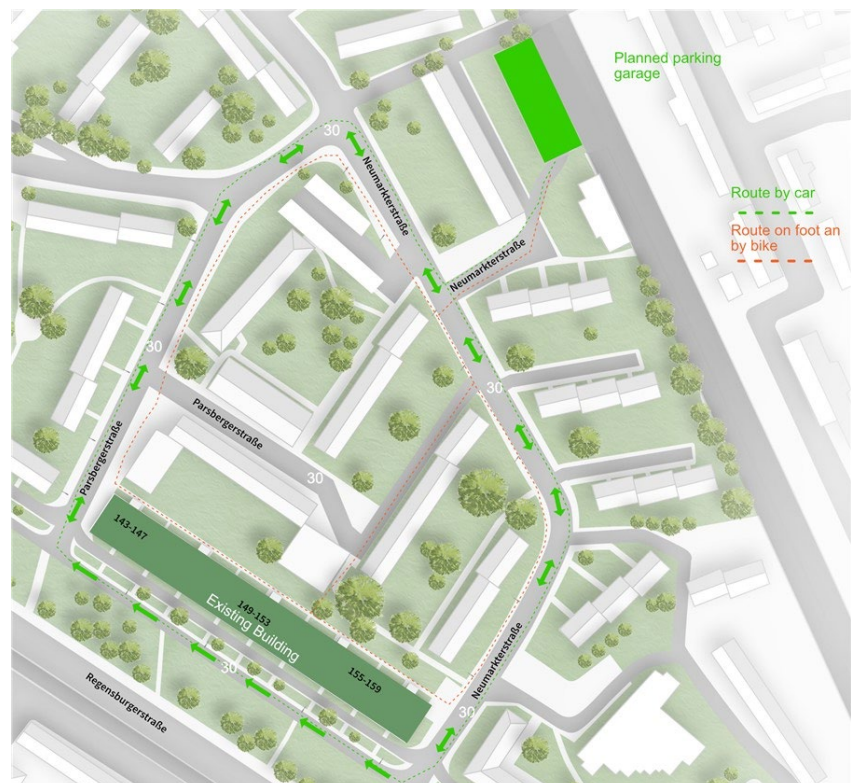 Planned parking
garage
30
Neumarkterstraße
Route by car
Route on foot an
by bike
Neumarkterstraße
30
30
Parsbergerstraße
Parsbergerstraße
30
143-147
149-153
Existing Building
155-159
Neumarkterstraße
30
Regensburgerstraße
30